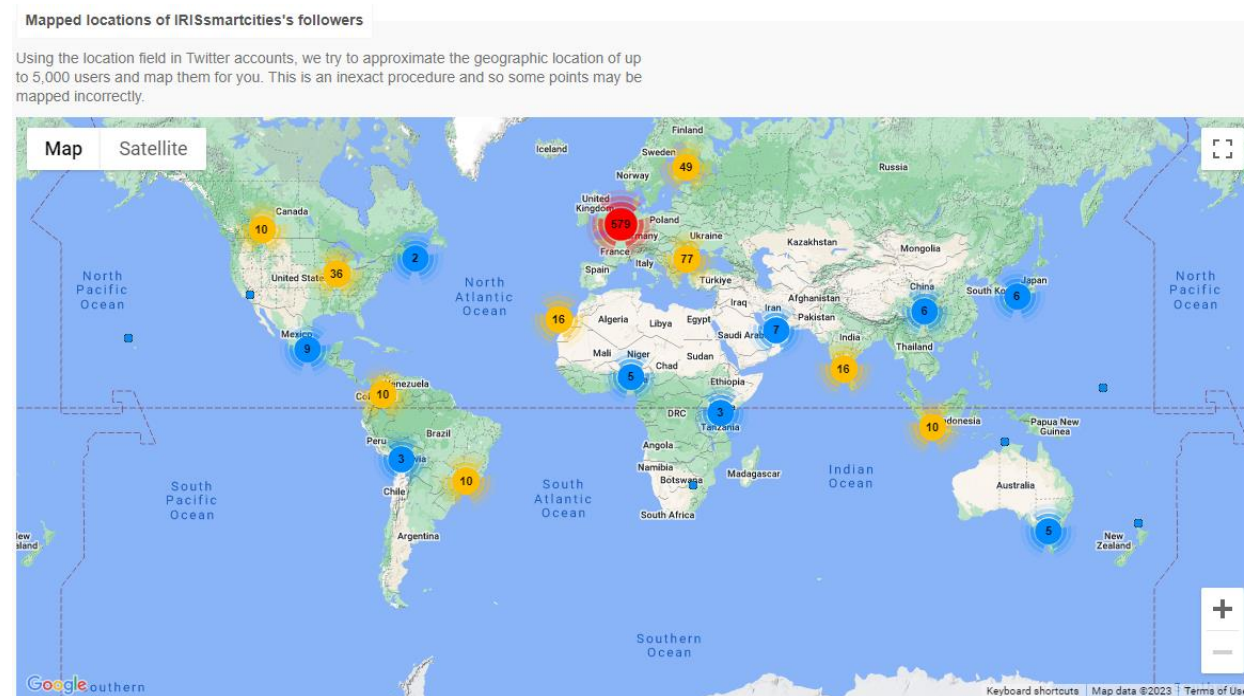 Mapped locations of IRISsmartcities's followers
Using the location field in Twitter accounts, we try to approximate the geographic location of up
to 5,000 users and map them for you. This is an inexact procedure and so some points may be
mapped incorrectly.
Map Satellite
Finland
Iceland
Sweden
49
Russia
Norway
United
Kingdom
Canada
10
579
Poland
Ukraine
France
Kazakhstan
Mongolia
2
77
Italy
Spain
Türkiye
North
Pacific
Ocean
36
North
Atlantic
Ocean
China
Japan
6
South
6
North
Pacific
Ocean
Iraq
Iran
Afghanistan
16
Algeria
Libya
Egypt
Pakistan
7
Saudi
India
Mexico
9
Mali
Niger
Chad
Sudan
Thailand
16
5
Ethiopia
10
3
DRC
Tanzania
10
Papua New
Guinea
Brazil
Peru
Angola
3
Namibia
Botswana
Madagascar
Indian
Ocean
10
Chile
South
Pacific
Ocean
South
Atlantic
Ocean
Australia
South Africa
5
Argentina
New
Zealand
Southern
Ocean
+
−
Google
Keyboard shortcuts Map data ©2023 Terms of